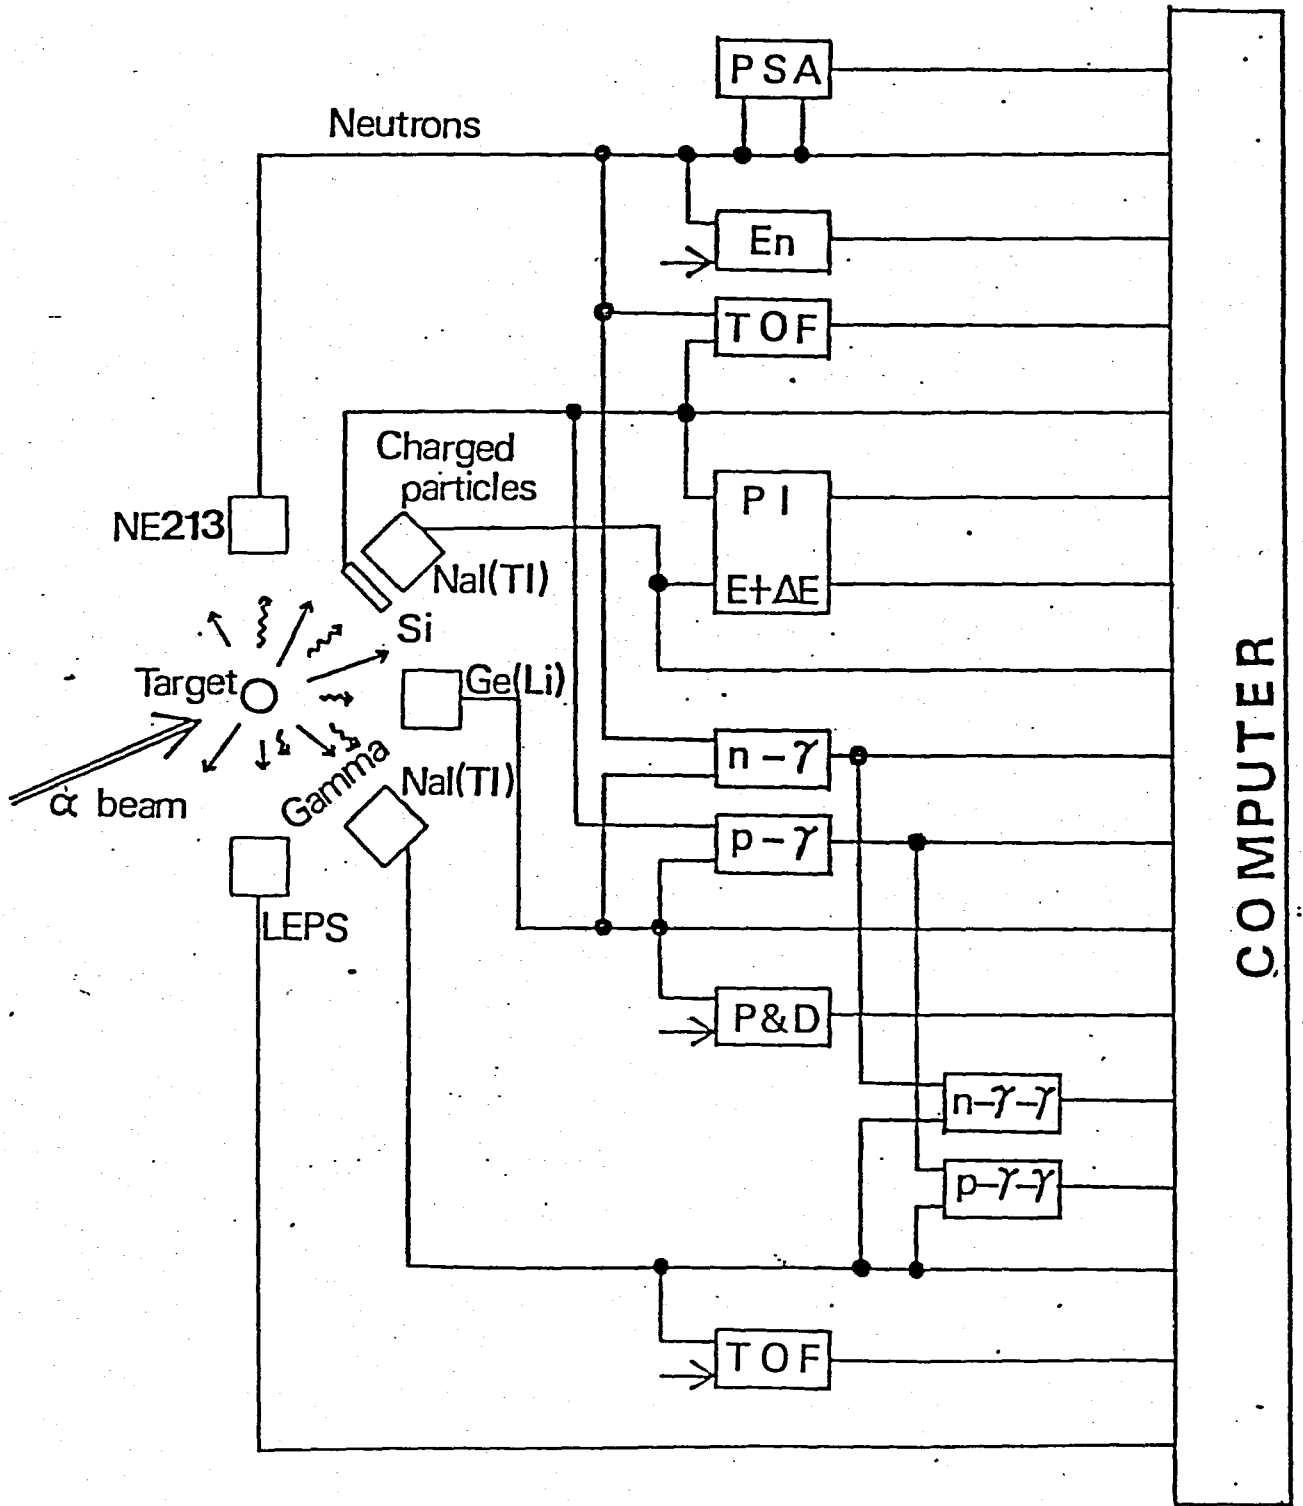 PSA
Neutrons
En
TOF
Charged
particles
PI
NE213
NaI(Tl)
E+ΔE
Si
Target
Ge(Li)
n-γ
Gamma
NaI(Tl)
α beam
p-γ
LEPS
COMPUTER
P&D
n-γ-γ
p-γ-γ
TOF